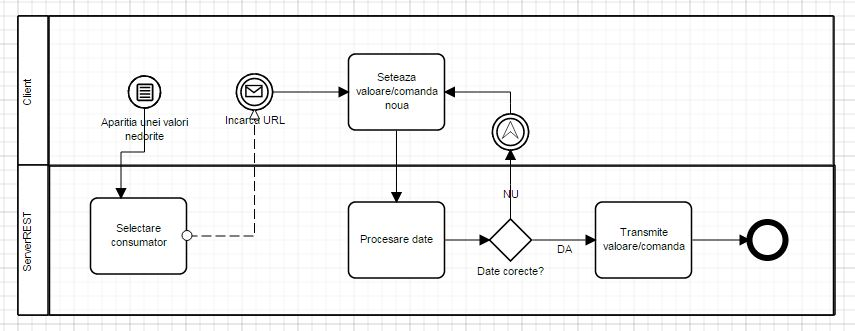 Client
Aparitia unei valori
nedorite
Incarca URL
Seteaza
valoare/comanda
noua
NU
ServerREST
Selectare
consumator
Procesare date
Date corecte?
DA
Transmite
valoare/comanda